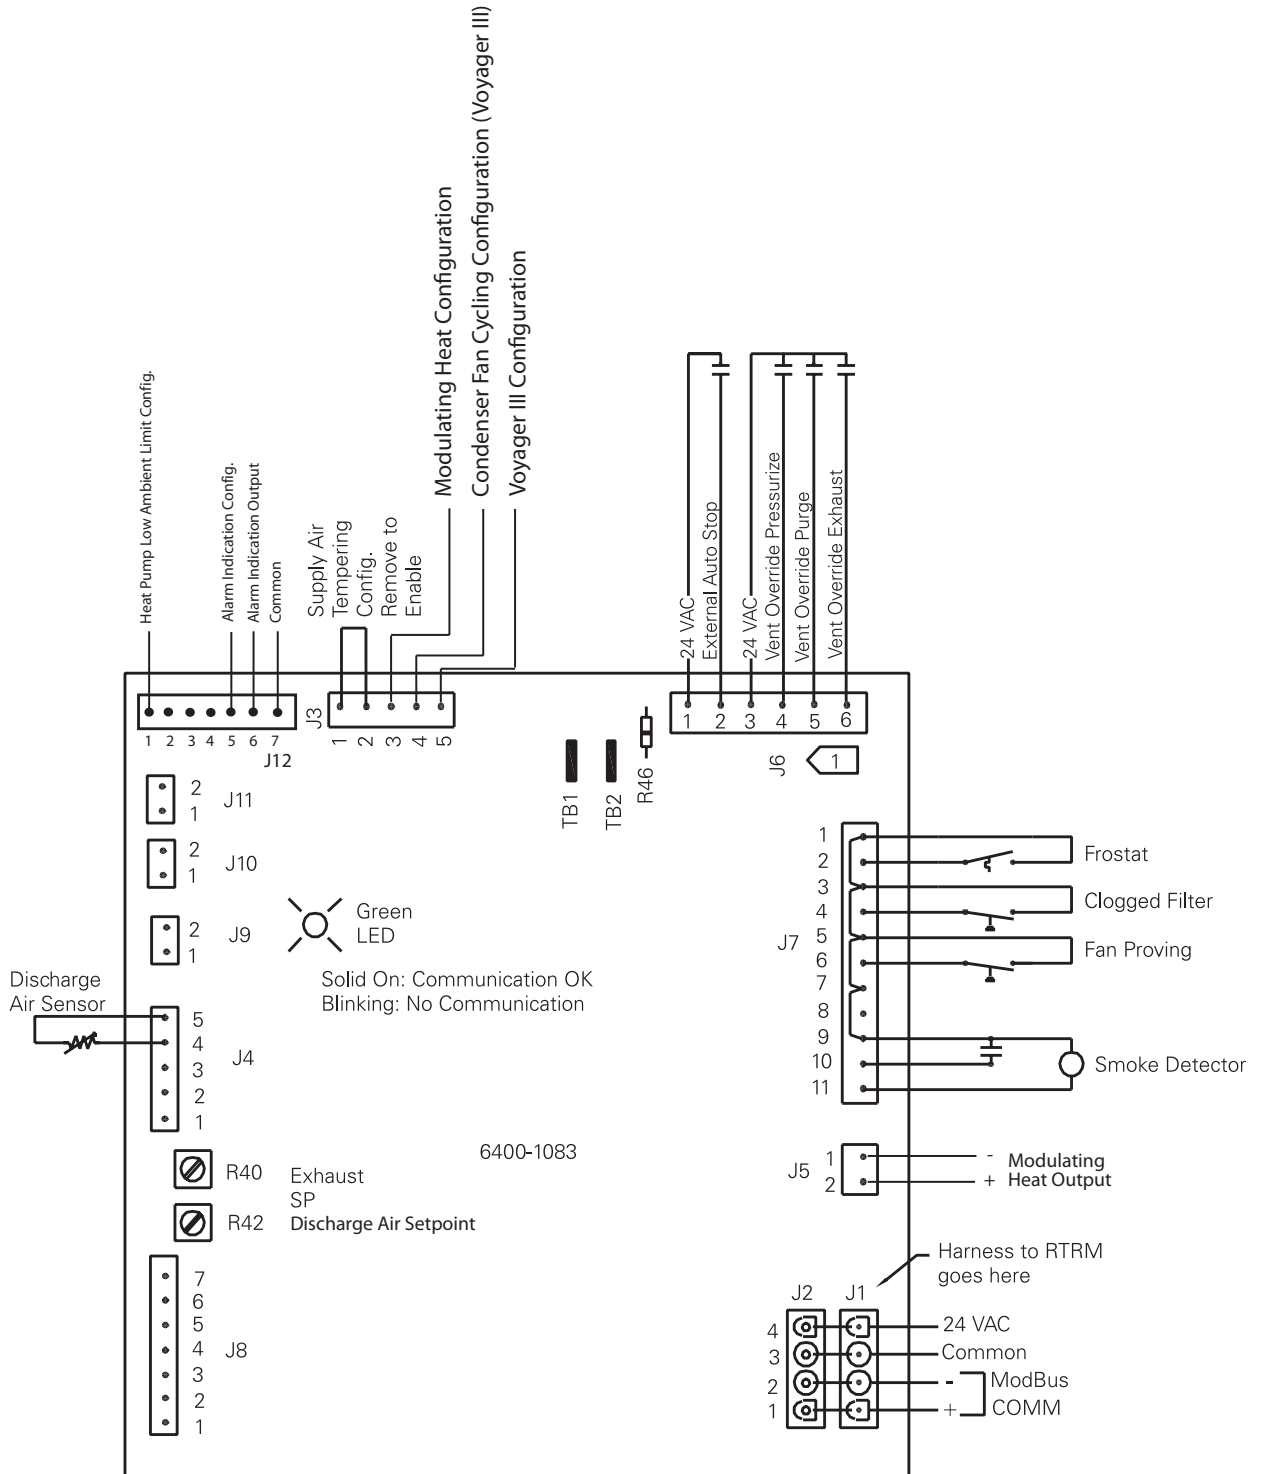 Heat Pump Low Ambient Limit Config.
Alarm Indication Config.
Alarm Indication Output
Common
Supply Air
Tempering
Config.
Remove to
Enable
Modulating Heat Configuration
Condenser Fan Cycling Configuration (Voyager III)
Voyager III Configuration
24 VAC
External Auto Stop
24 VAC
Vent Override Pressurize
Vent Override Purge
Vent Override Exhaust
1 2 3 4 5 6 7
J12
J3
1 2 3 4 5
TB1
TB2
R46
1 2 3 4 5 6
J6
1
2
1
J11
2
1
J10
2
1
J9
Green
LED
Solid On: Communication OK
Blinking: No Communication
Discharge
Air Sensor
5
4
3
2
1
J4
R40
Exhaust
SP
R42
Discharge Air Setpoint
6400-1083
7
6
5
4
3
2
1
J8
1
2
3
4
5
6
7
8
9
10
11
J7
Frostat
Clogged Filter
Fan Proving
Smoke Detector
J5
1
2
-
+
Modulating
Heat Output
Harness to RTRM
goes here
J2
J1
4
3
2
1
24 VAC
Common
- ModBus
+ COMM